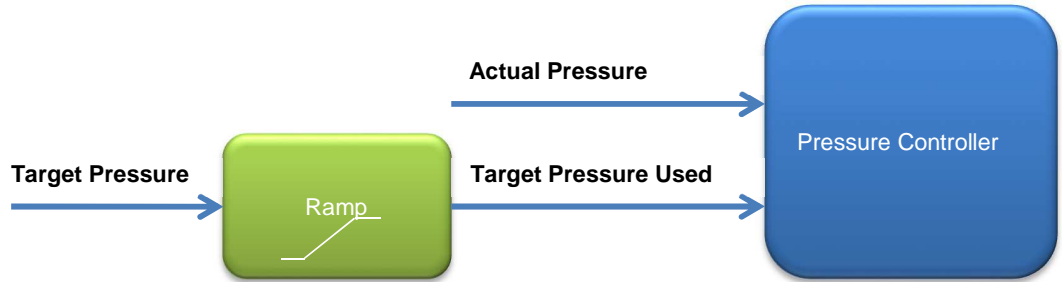 Actual Pressure
Pressure Controller
Target Pressure
Ramp
Target Pressure Used